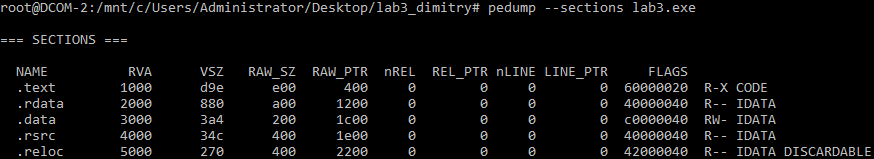 root@DCOM-2:/mnt/c/Users/Administrator/Desktop/lab3_dimitry# pedump --sections lab3.exe
=== SECTIONS ===
NAME RVA VSZ RAW_SZ RAW_PTR nREL REL_PTR nLINE LINE_PTR FLAGS
.text 1000 d9e e00 400 0 0 0 0 60000020 R-X CODE
.rdata 2000 880 a00 1200 0 0 0 0 40000040 R-- IDATA
.data 3000 3a4 200 1c00 0 0 0 0 c0000040 RW- IDATA
.rsrc 4000 34c 400 1e00 0 0 0 0 40000040 R-- IDATA
.reloc 5000 270 400 2200 0 0 0 0 42000040 R-- IDATA DISCARDABLE